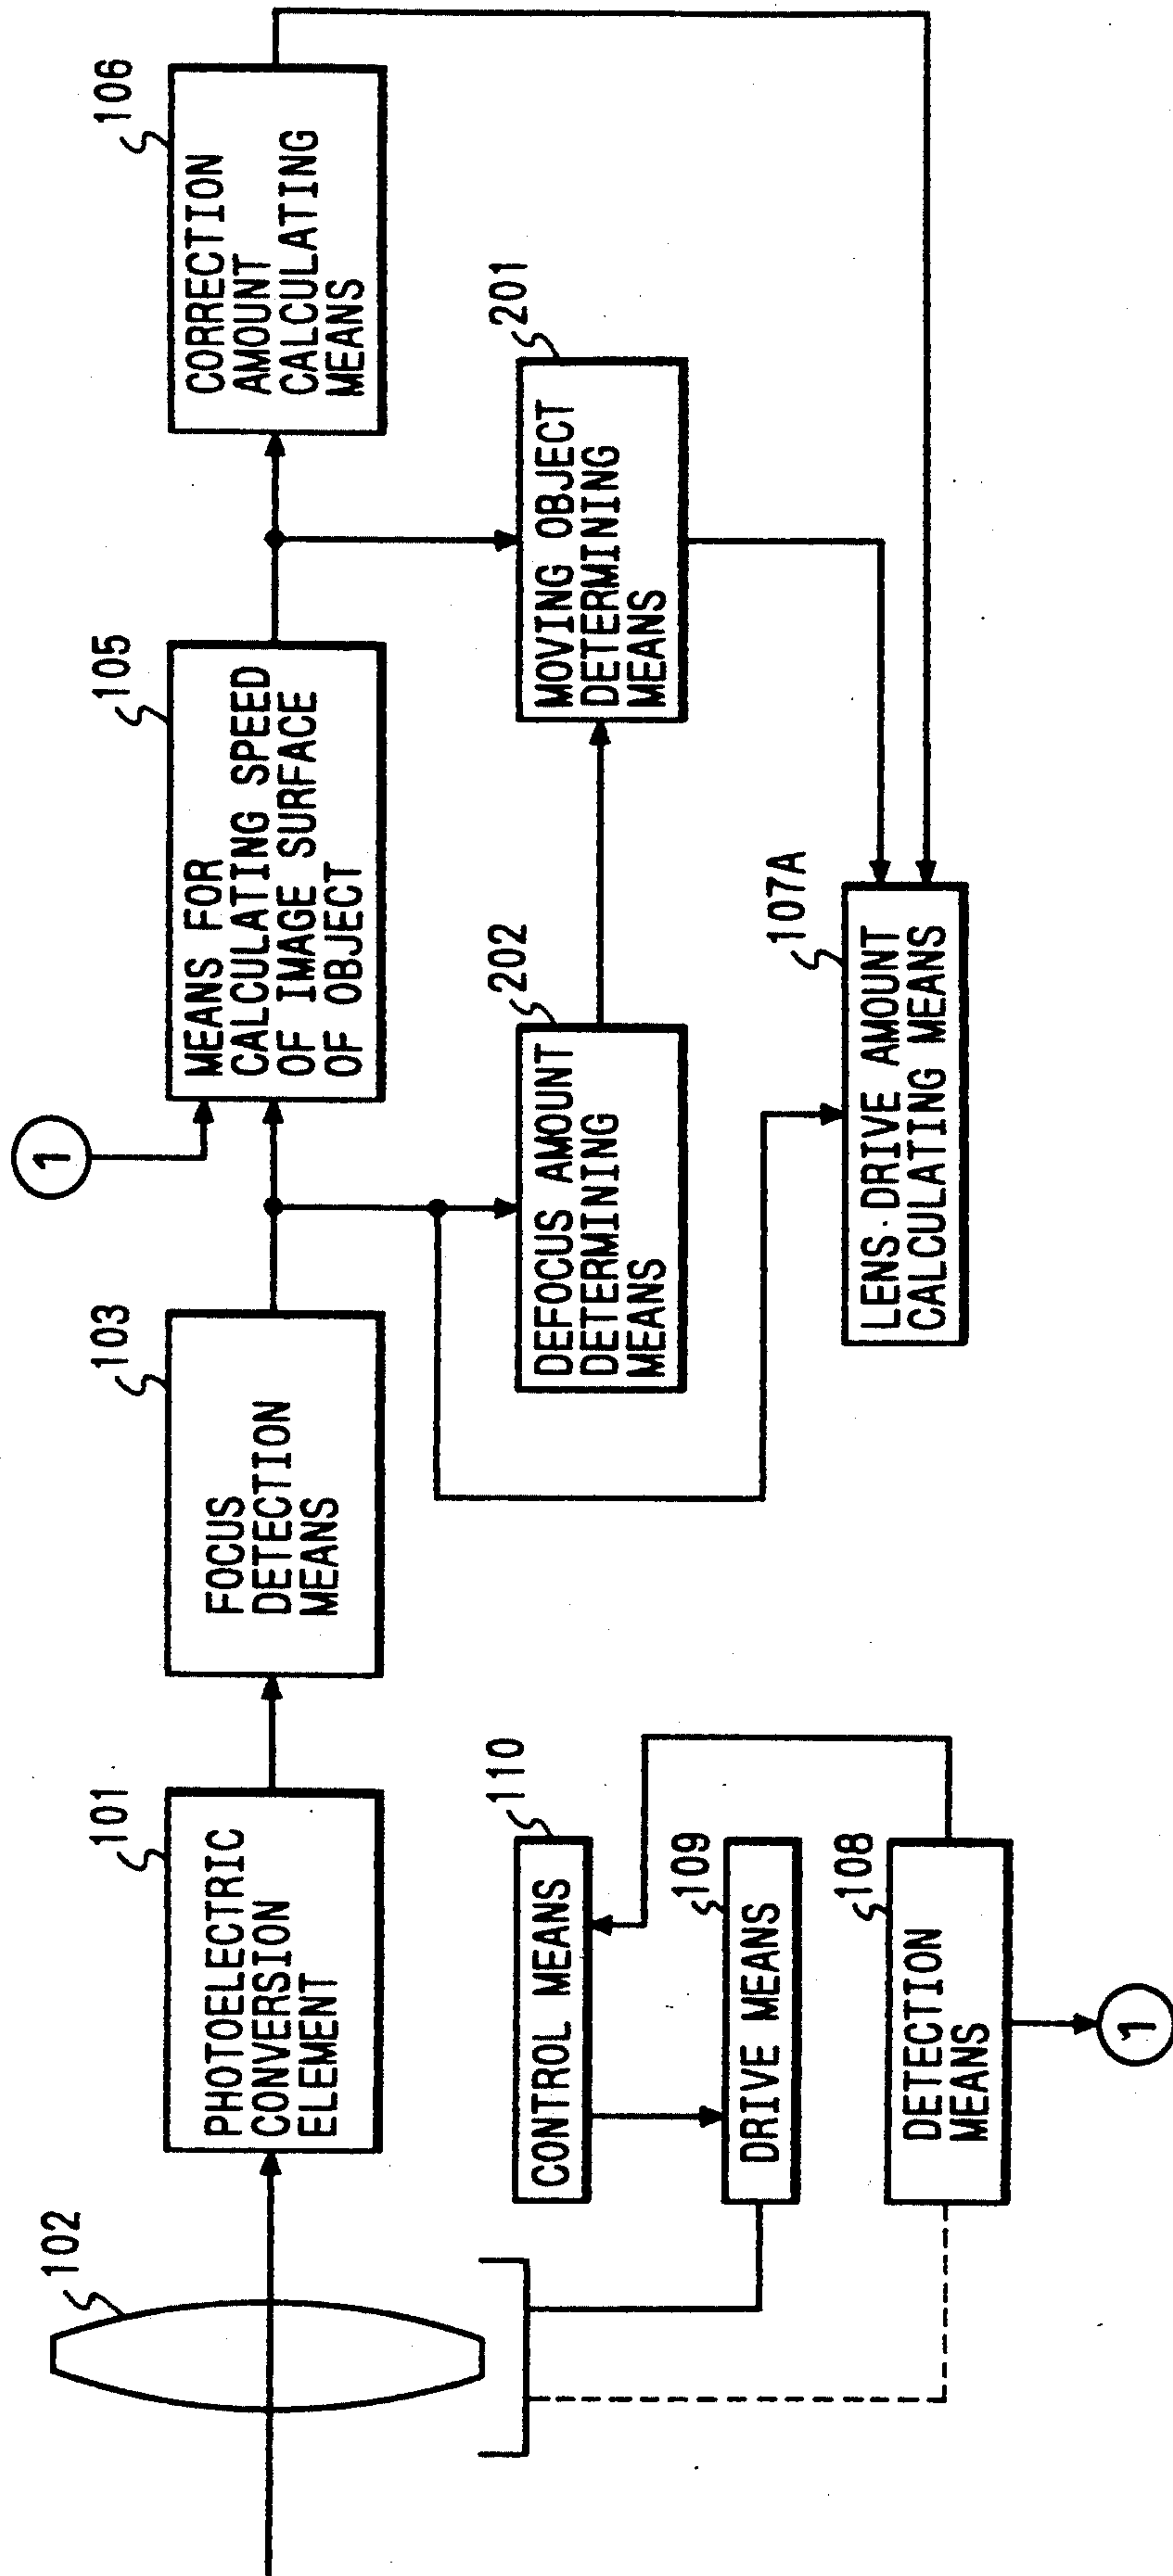 102
101
PHOTOELECTRIC
CONVERSION
ELEMENT
103
FOCUS
DETECTION
MEANS
1
105
MEANS FOR
CALCULATING SPEED
OF IMAGE SURFACE
OF OBJECT
106
CORRECTION
AMOUNT
CALCULATING
MEANS
110
CONTROL MEANS
109
DRIVE MEANS
108
DETECTION
MEANS
1
202
DEFOCUS AMOUNT
DETERMINING
MEANS
201
MOVING OBJECT
DETERMINING
MEANS
107A
LENS DRIVE AMOUNT
CALCULATING MEANS